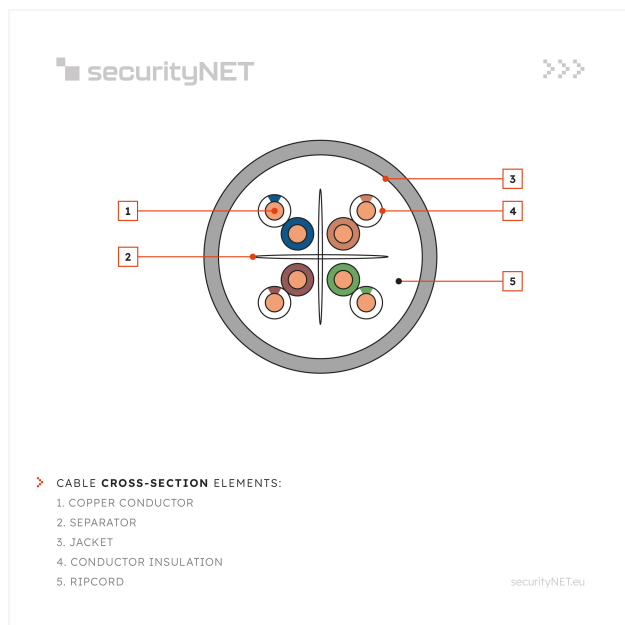 securityNET
1
2
3
4
5
CABLE CROSS-SECTION ELEMENTS:
1. COPPER CONDUCTOR
2. SEPARATOR
3. JACKET
4. CONDUCTOR INSULATION
5. RIPCORD
securityNET.eu